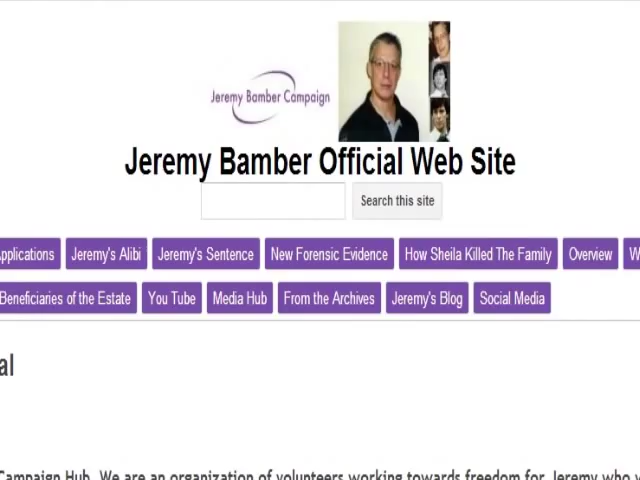 Jeremy Bamber Campaign
Jeremy Bamber Official Web Site
Search this site
Applications Jeremy's Alibi Jeremy's Sentence New Forensic Evidence How Sheila Killed The Family Overview W
Beneficiaries of the Estate You Tube Media Hub From the Archives Jeremy's Blog Social Media
al
Campaign Hub. We are an organization of volunteers working towards freedom for Jeremy who w